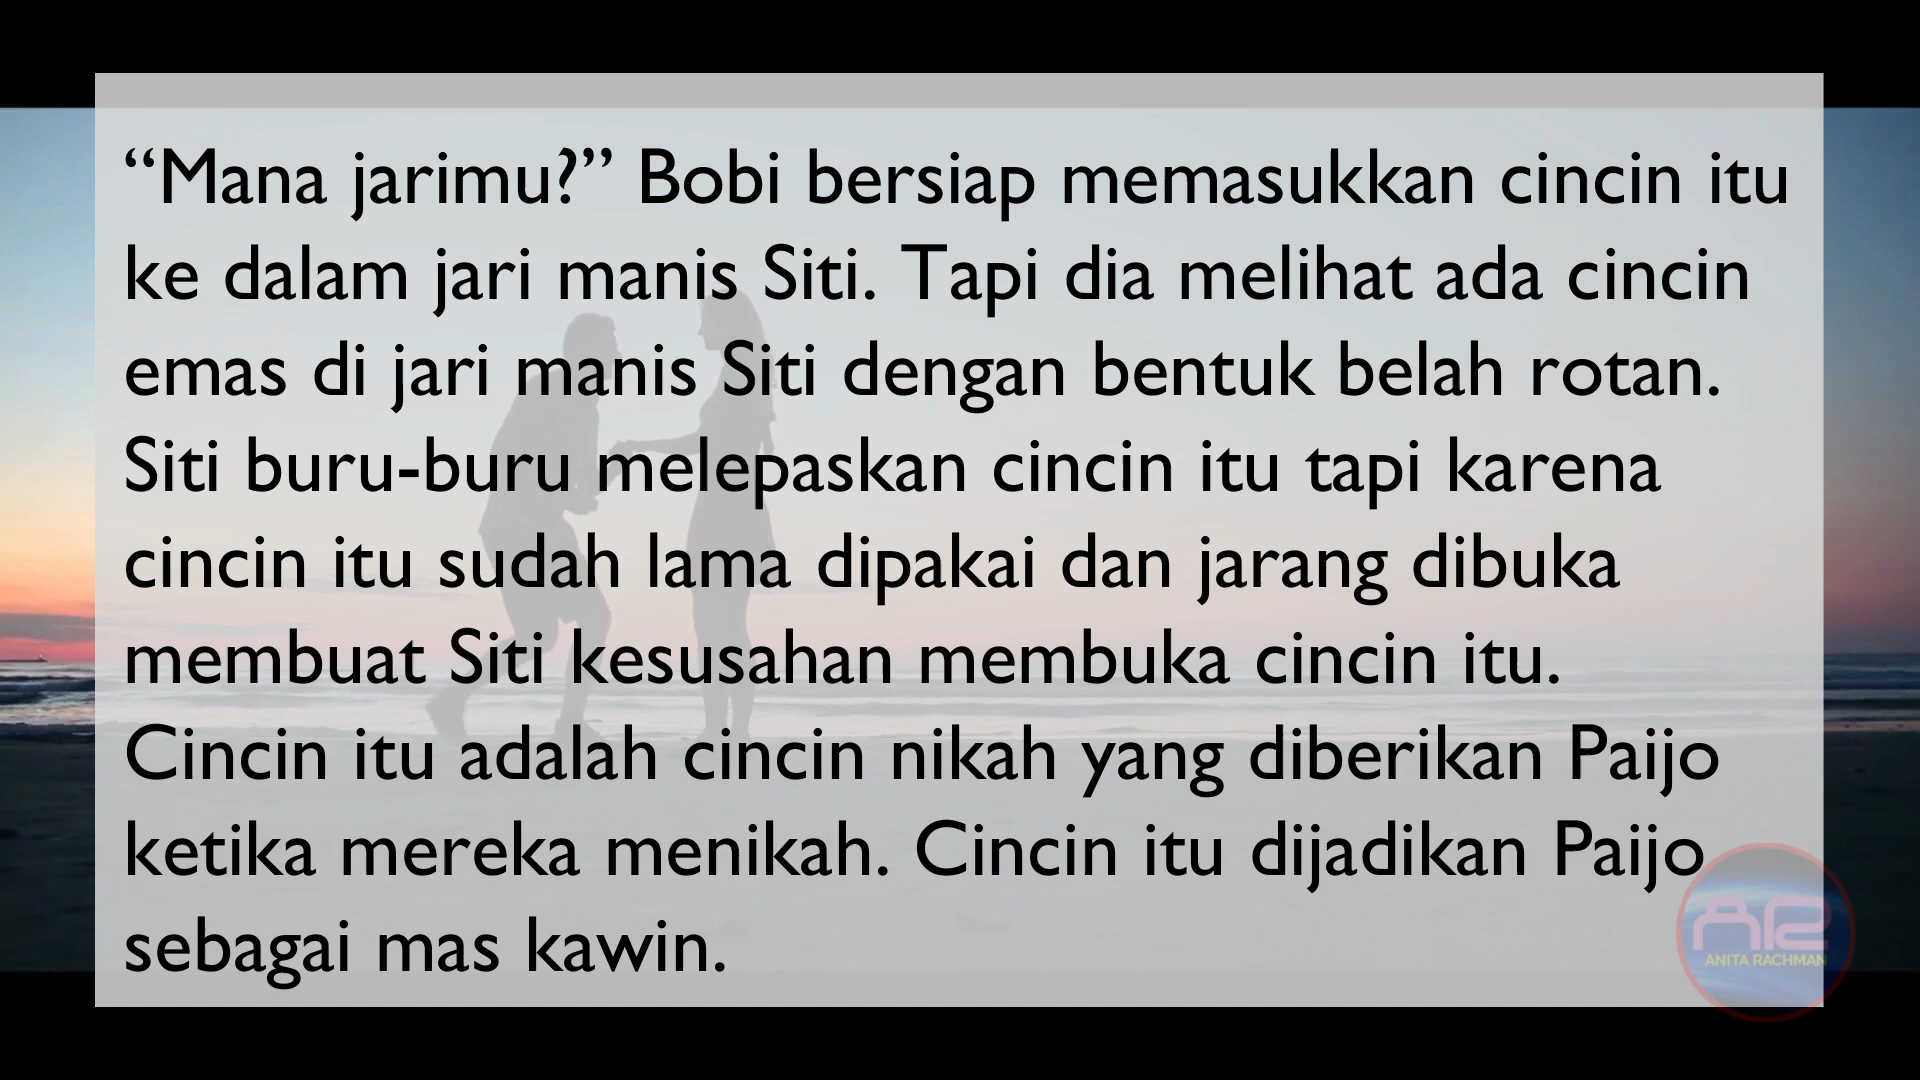 “Mana jarimu?” Bobi bersiap memasukkan cincin itu
ke dalam jari manis Siti. Tapi dia melihat ada cincin
emas di jari manis Siti dengan bentuk belah rotan.
Siti buru-buru melepaskan cincin itu tapi karena
cincin itu sudah lama dipakai dan jarang dibuka
membuat Siti kesusahan membuka cincin itu.
Cincin itu adalah cincin nikah yang diberikan Paijo
ketika mereka menikah. Cincin itu dijadikan Paijo
sebagai mas kawin.
AR
ANITA RACHMAN